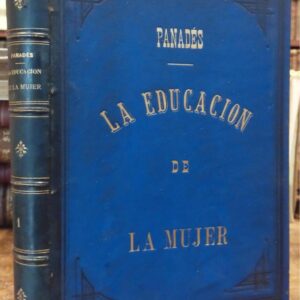 PANADÉS
LA EDUCACION
DE
LA MUJER
PANADÉS
LA EDUCACION
DE LA MUJER
1